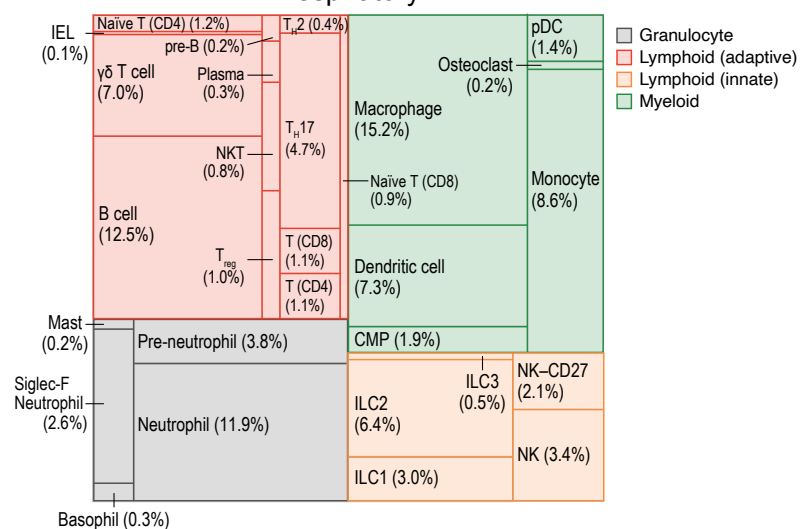 Naïve T (CD4) (1.2%)
IEL
(0.1%)
γδ T cell
(7.0%)
pre-B (0.2%)
Plasma
(0.3%)
NKT
(0.8%)
B cell
(12.5%)
Treg
(1.0%)
TH2 (0.4%)
TH17
(4.7%)
T (CD8)
(1.1%)
T (CD4)
(1.1%)
Naïve T (CD8)
(0.9%)
Macrophage
(15.2%)
Osteoclast
(0.2%)
pDC
(1.4%)
Monocyte
(8.6%)
Dendritic cell
(7.3%)
CMP (1.9%)
Mast
(0.2%)
Pre-neutrophil (3.8%)
Siglec-F
Neutrophil
(2.6%)
Neutrophil (11.9%)
Basophil (0.3%)
ILC2
(6.4%)
ILC3
(0.5%)
NK–CD27
(2.1%)
ILC1 (3.0%)
NK (3.4%)
Granulocyte
Lymphoid (adaptive)
Lymphoid (innate)
Myeloid